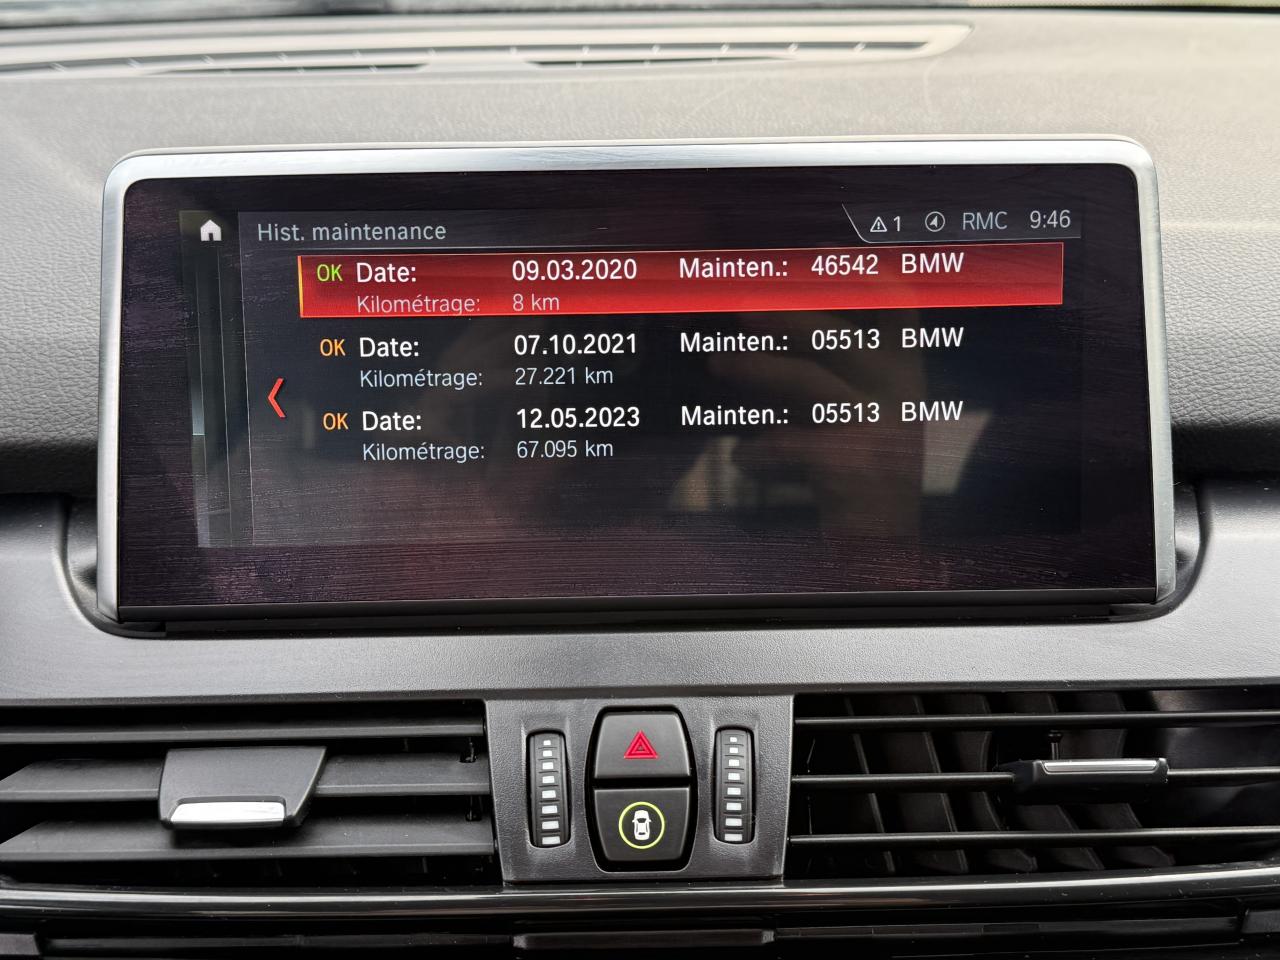 Hist. maintenance
1 RMC 9:46
OK Date: 09.03.2020 Mainten.: 46542 BMW
Kilométrage: 8 km
OK Date: 07.10.2021 Mainten.: 05513 BMW
Kilométrage: 27.221 km
OK Date: 12.05.2023 Mainten.: 05513 BMW
Kilométrage: 67.095 km